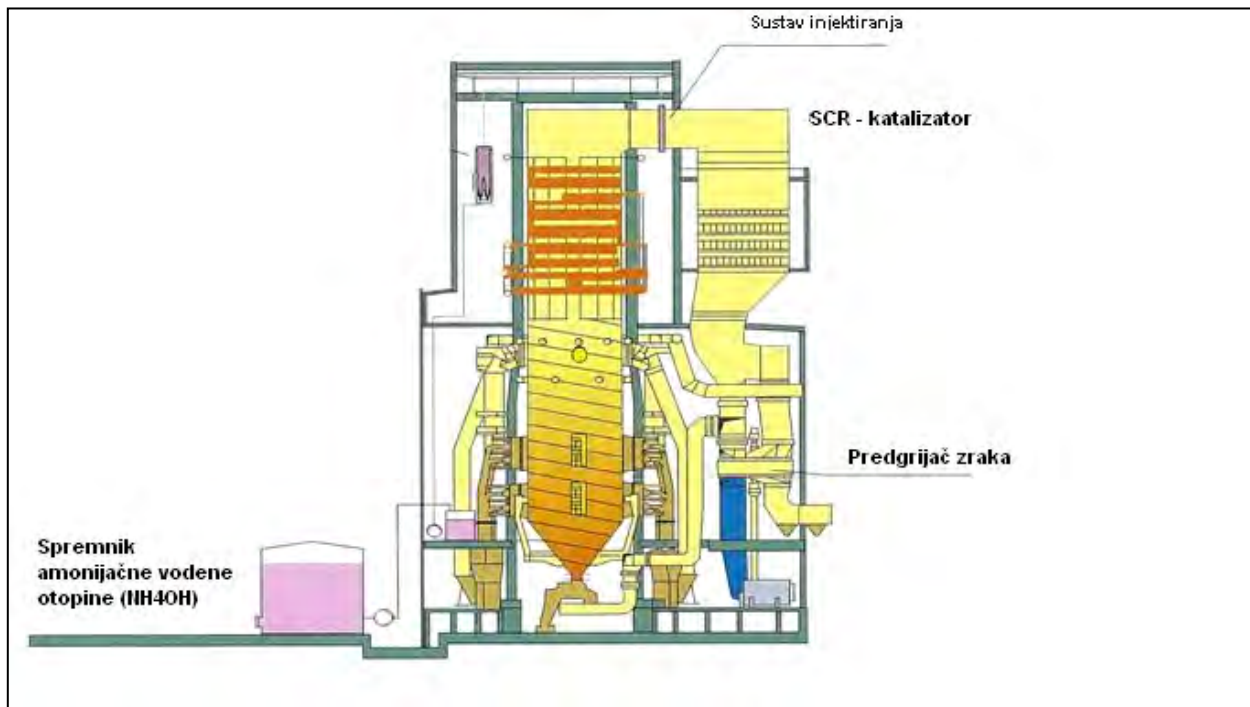 Sustav injektiranja
SCR - katalizator
Predgrijač zraka
Spremnik
amonijačne vodene
otopine (NH4OH)